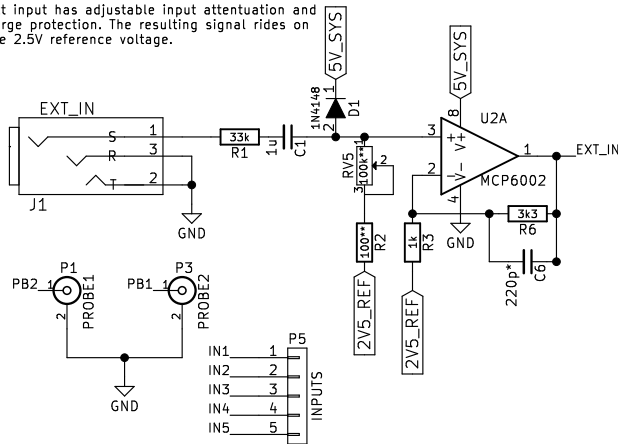 t input has adjustable input attentuation and
rge protection. The resulting signal rides on
e 2.5V reference voltage.
5V_SYS
5V_SYS
EXT_IN
1N4148
1
D1
2
8
U2A
S 1
R 3
T 2
J1
33k
R1
1u
C1
3
2
V+
V-
1
4
MCP6002
EXT_IN
RV5
100k**
1
2
3
GND
GND
100**
R2
1k
R3
3k3
R6
220p*
C6
2V5_REF
2V5_REF
P1
PB2 1
PROBE1
2
P3
PB1 1
PROBE2
2
GND
P5
IN1 1
IN2 2
IN3 3
IN4 4
IN5 5
INPUTS